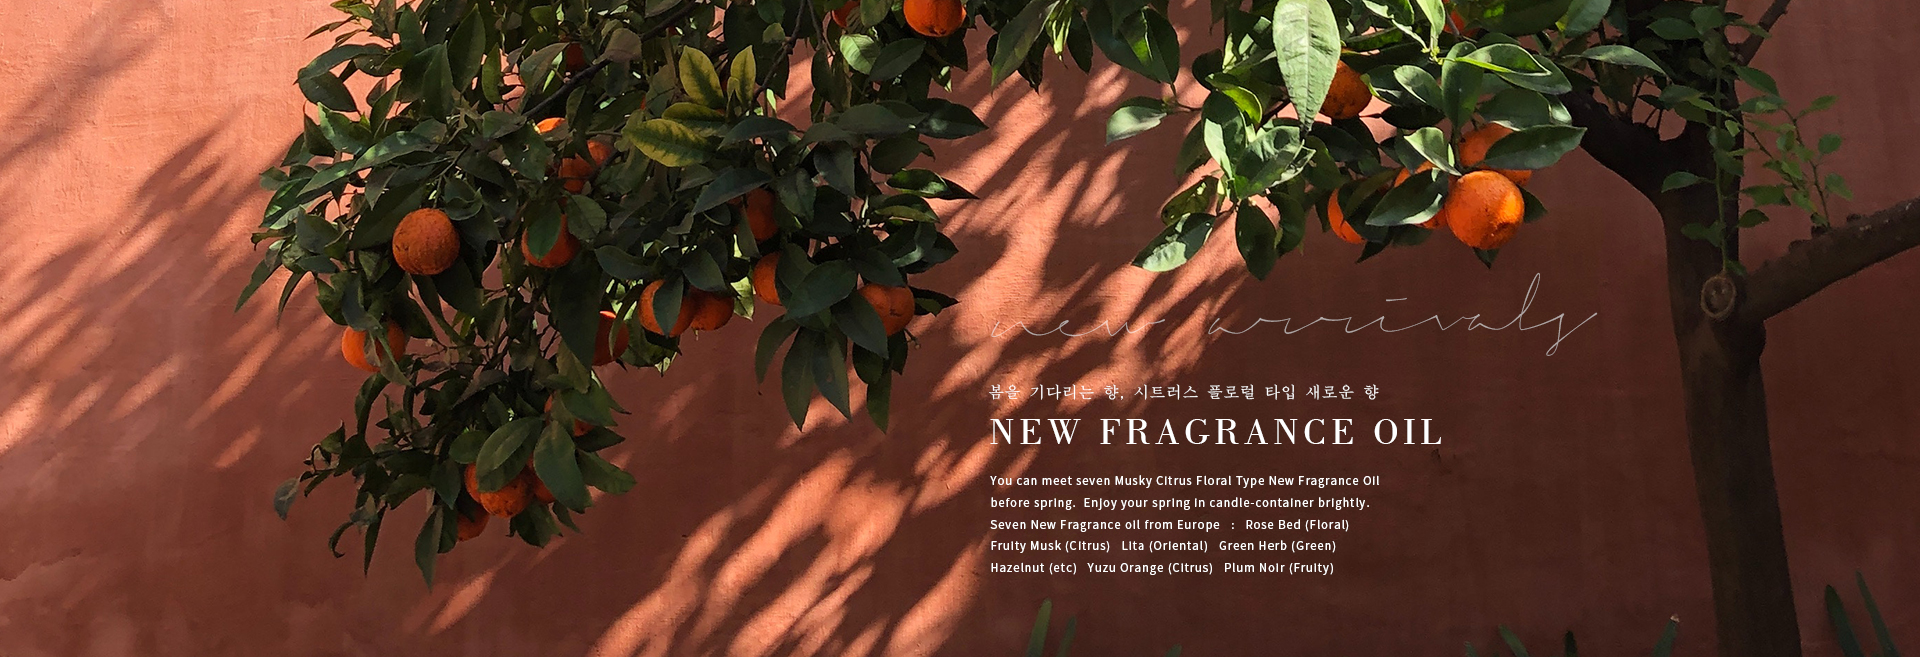 new arrivals
봄을 기다리는 향, 시트러스 플로럴 타입 새로운 향
NEW FRAGRANCE OIL
You can meet seven Musky Citrus Floral Type New Fragrance Oil
before spring. Enjoy your spring in candle-container brightly.
Seven New Fragrance oil from Europe : Rose Bed (Floral)
Fruity Musk (Citrus) Lita (Oriental) Green Herb (Green)
Hazelnut (etc) Yuzu Orange (Citrus) Plum Noir (Fruity)